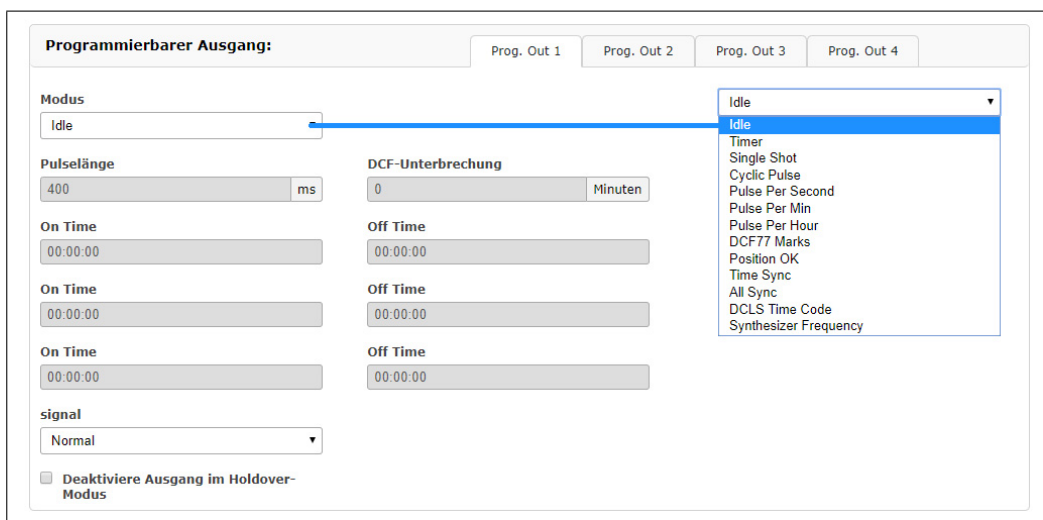 Programmierbarer Ausgang:
Prog. Out 1
Prog. Out 2
Prog. Out 3
Prog. Out 4
Modus
Idle
Pulselänge
DCF-Unterbrechung
400 ms
0 Minuten
On Time
Off Time
00:00:00
00:00:00
On Time
Off Time
00:00:00
00:00:00
On Time
Off Time
00:00:00
00:00:00
signal
Normal
Deaktiviere Ausgang im Holdover-
Modus
Idle
Idle
Timer
Single Shot
Cyclic Pulse
Pulse Per Second
Pulse Per Min
Pulse Per Hour
DCF77 Marks
Position OK
Time Sync
All Sync
DCLS Time Code
Synthesizer Frequency